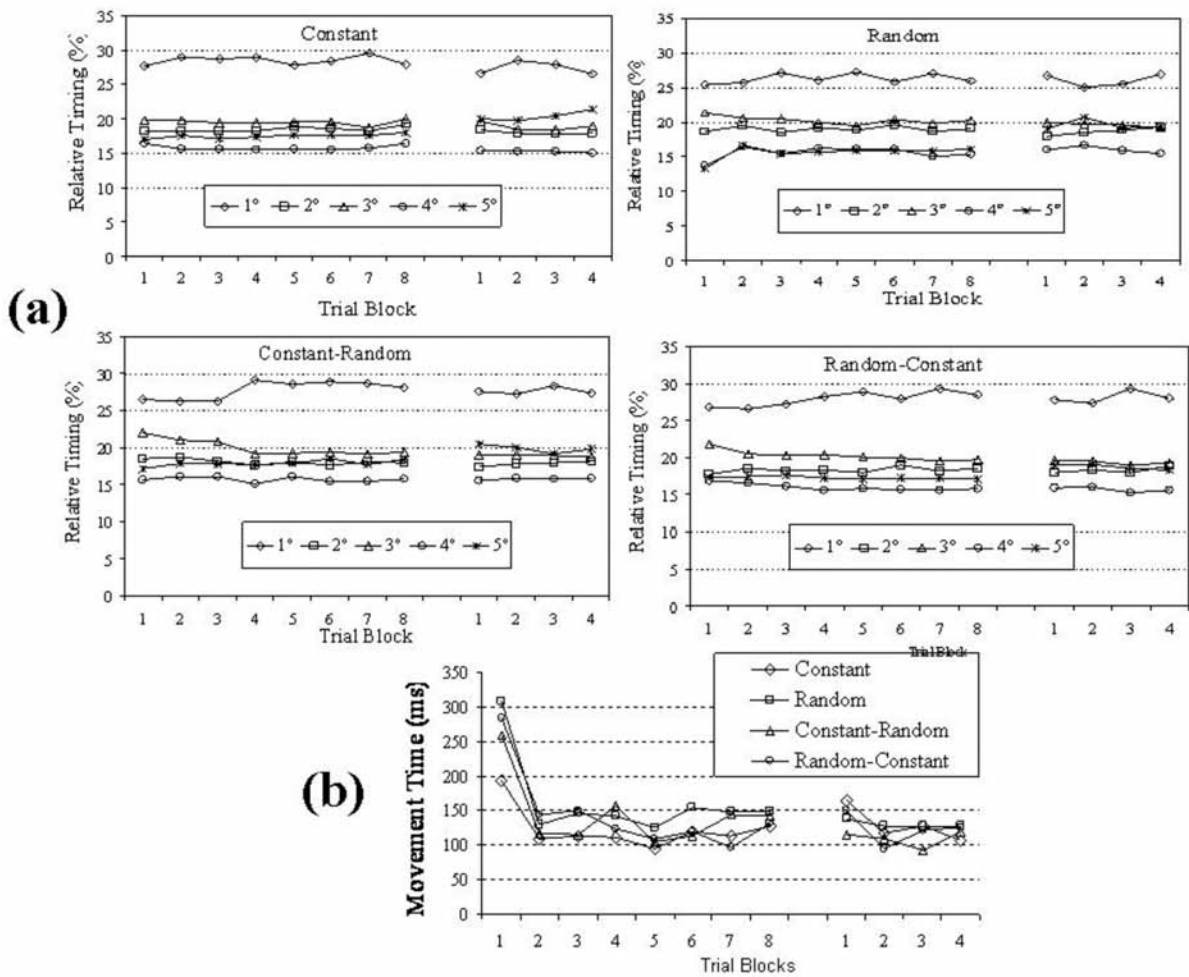 Constant
Relative Timing (%)
35
30
25
20
15
10
5
0
1° 2° 3° 4° 5°
1 2 3 4 5 6 7 8 1 2 3 4
Trial Block
Random
Relative Timing (%)
35
30
25
20
15
10
5
0
1° 2° 3° 4° 5°
1 2 3 4 5 6 7 8 1 2 3 4
Trial Block
(a)
Constant-Random
Relative Timing (%)
35
30
25
20
15
10
5
0
1° 2° 3° 4° 5°
1 2 3 4 5 6 7 8 1 2 3 4
Trial Block
Random-Constant
Relative Timing (%)
35
30
25
20
15
10
5
0
1° 2° 3° 4° 5°
1 2 3 4 5 6 7 8 1 2 3 4
Trial Block
(b)
Movement Time (ms)
350
300
250
200
150
100
50
0
Constant
Random
Constant-Random
Random-Constant
1 2 3 4 5 6 7 8 1 2 3 4
Trial Blocks